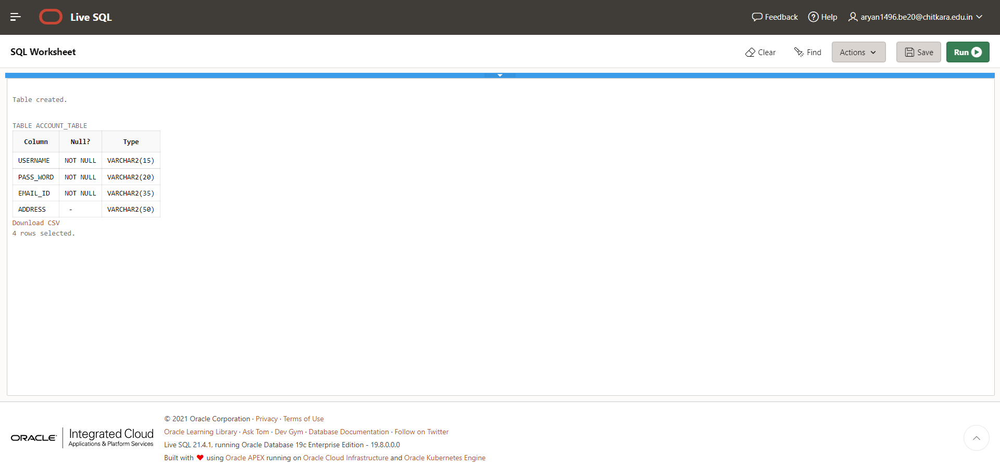 Live SQL
Feedback Help aryan1496.be20@chitkara.edu.in
SQL Worksheet
Clear Find Actions Save Run
Table created.
TABLE ACCOUNT_TABLE
Column Null? Type
USERNAME NOT NULL VARCHAR2(15)
PASS_WORD NOT NULL VARCHAR2(20)
EMAIL_ID NOT NULL VARCHAR2(35)
ADDRESS - VARCHAR2(50)
Download CSV
4 rows selected.
ORACLE Integrated Cloud
Applications & Platform Services
© 2021 Oracle Corporation · Privacy · Terms of Use
Oracle Learning Library · Ask Tom · Dev Gym · Database Documentation · Follow on Twitter
Live SQL 21.4.1, running Oracle Database 19c Enterprise Edition - 19.8.0.0.0
Built with ❤ using Oracle APEX running on Oracle Cloud Infrastructure and Oracle Kubernetes Engine